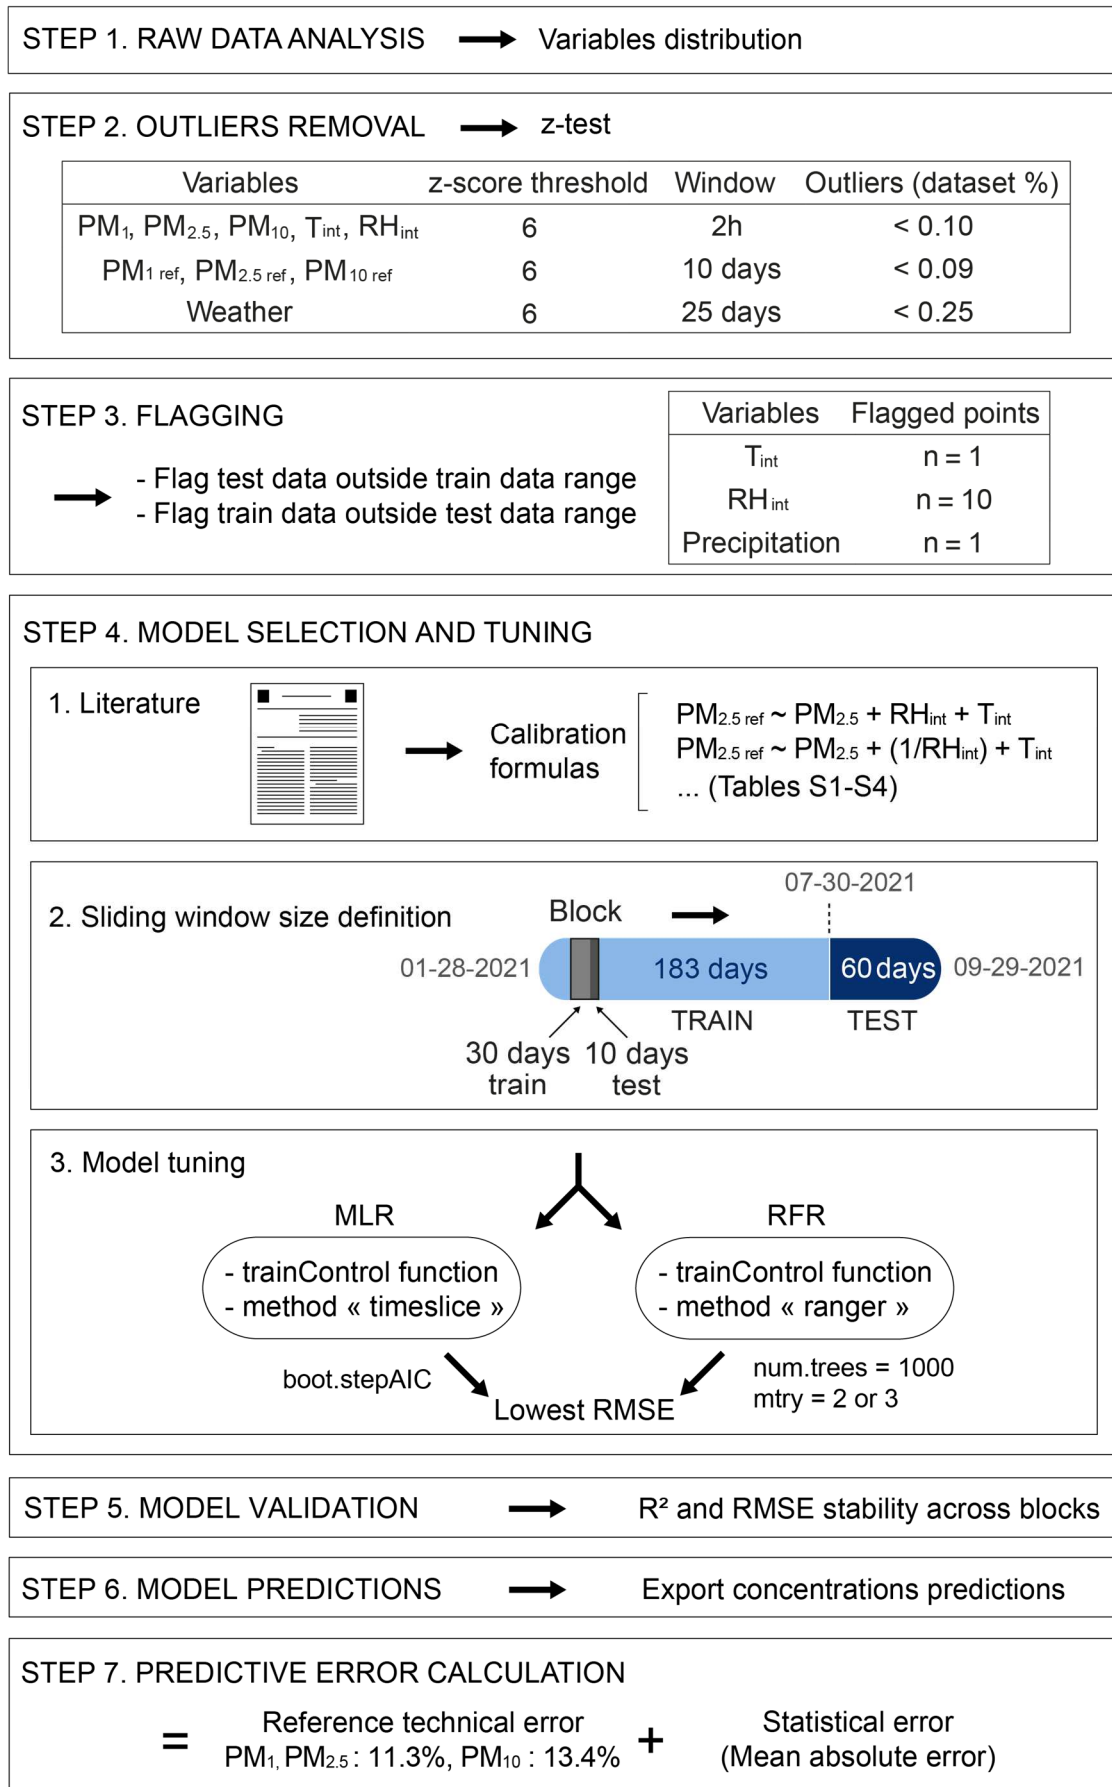 STEP 1. RAW DATA ANALYSIS → Variables distribution
STEP 2. OUTLIERS REMOVAL → z-test
Variables z-score threshold Window Outliers (dataset %)
PM₁, PM₂.₅, PM₁₀, Tint, RHint 6 2h < 0.10
PM₁ ref, PM₂.₅ ref, PM₁₀ ref 6 10 days < 0.09
Weather 6 25 days < 0.25
STEP 3. FLAGGING
→ - Flag test data outside train data range
- Flag train data outside test data range
Variables Flagged points
Tint n = 1
RHint n = 10
Precipitation n = 1
STEP 4. MODEL SELECTION AND TUNING
1. Literature
→ Calibration
formulas
PM₂.₅ ref ~ PM₂.₅ + RHint + Tint
PM₂.₅ ref ~ PM₂.₅ + (1/RHint) + Tint
... (Tables S1-S4)
2. Sliding window size definition
07-30-2021
Block →
01-28-2021 183 days 60 days 09-29-2021
TRAIN TEST
30 days 10 days
train test
3. Model tuning
MLR
- trainControl function
- method « timeslice »
RFR
- trainControl function
- method « ranger »
boot.stepAIC
num.trees = 1000
mtry = 2 or 3
Lowest RMSE
STEP 5. MODEL VALIDATION → R² and RMSE stability across blocks
STEP 6. MODEL PREDICTIONS → Export concentrations predictions
STEP 7. PREDICTIVE ERROR CALCULATION
= Reference technical error
PM₁, PM₂.₅ : 11.3%, PM₁₀ : 13.4%
+ Statistical error
(Mean absolute error)